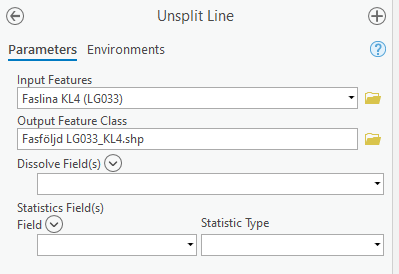 Unsplit Line
Parameters Environments
Input Features
Faslina KL4 (LG033)
Output Feature Class
Fasföljd LG033_KL4.shp
Dissolve Field(s)
Statistics Field(s)
Field Statistic Type